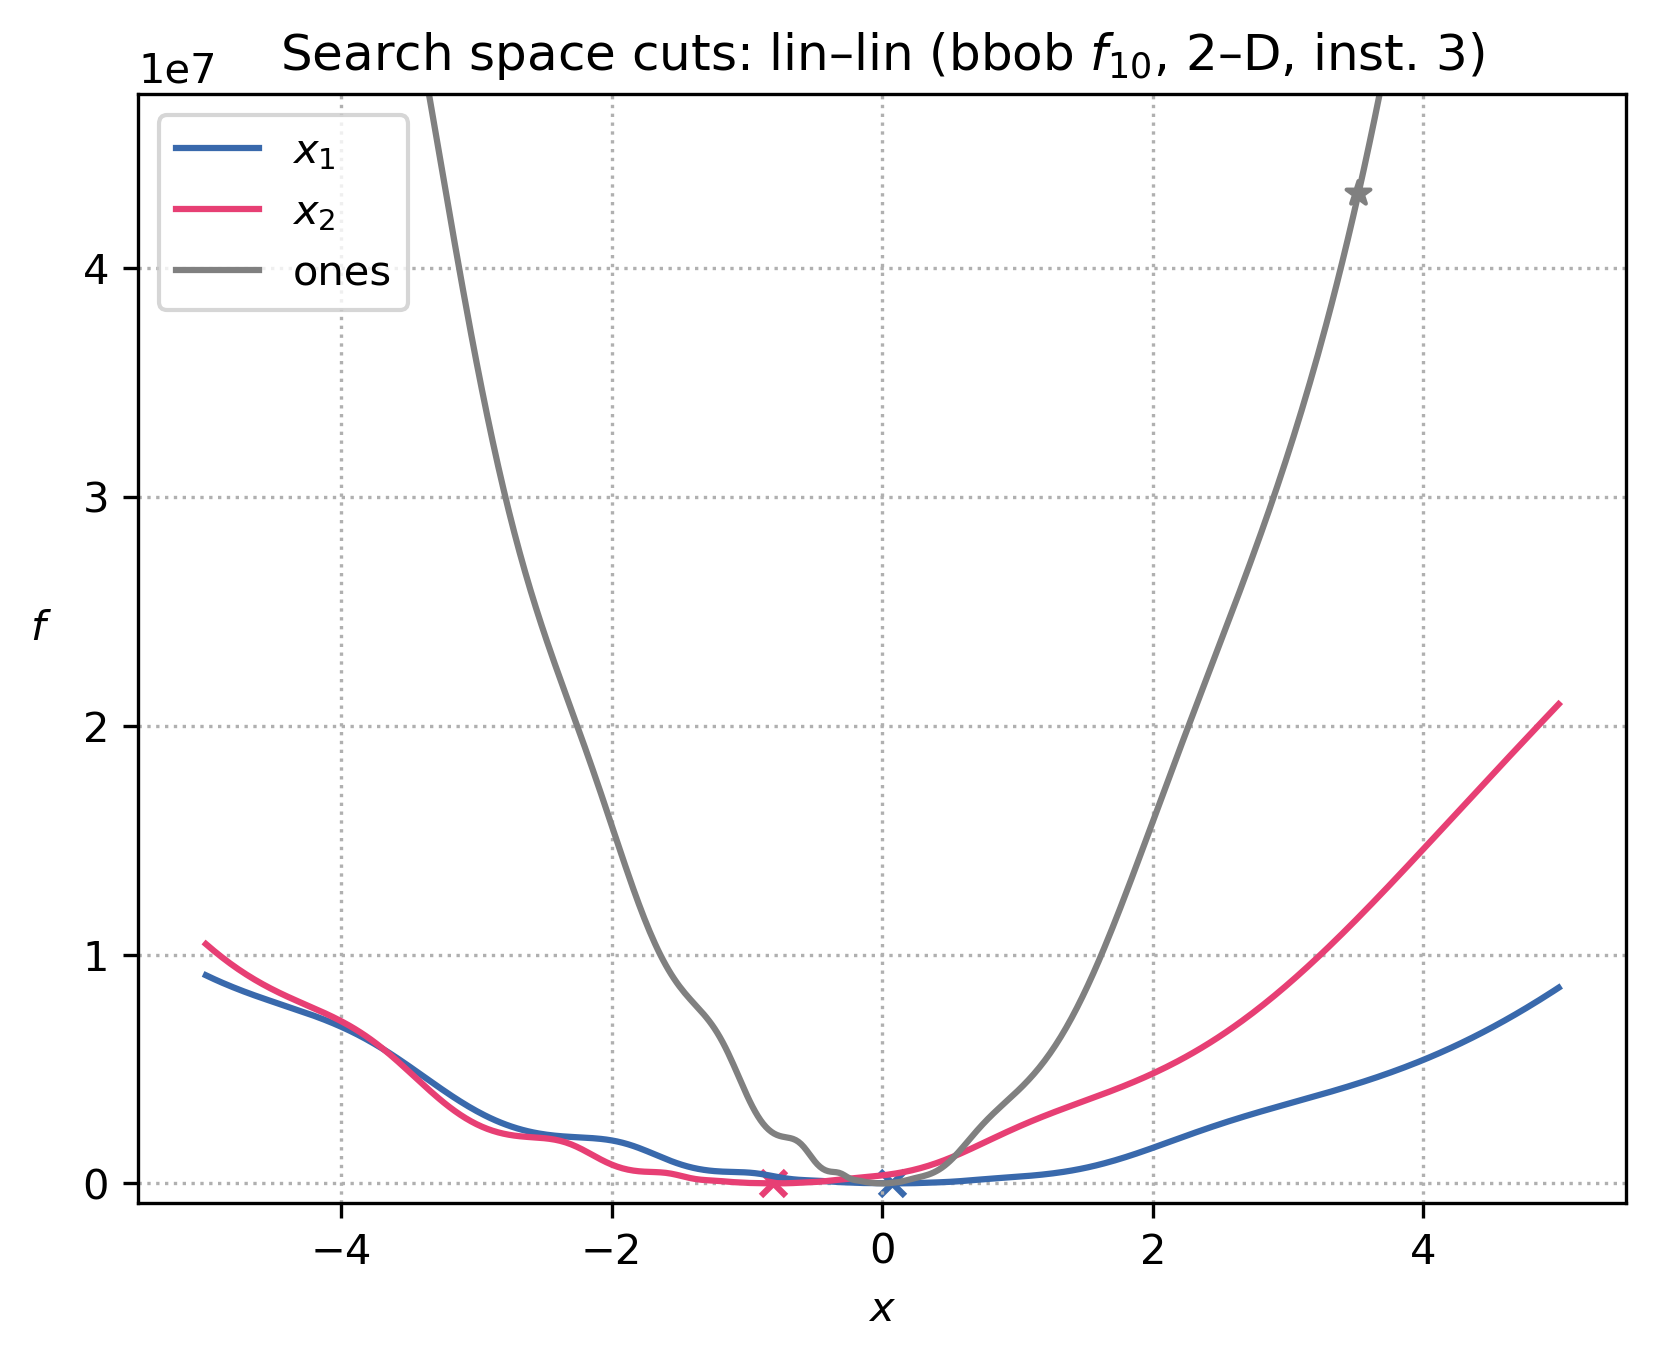 Search space cuts: lin–lin (bbob f10, 2–D, inst. 3)
1e7
x1
x2
ones
4
3
2
1
0
f
−4 −2 0 2 4
x